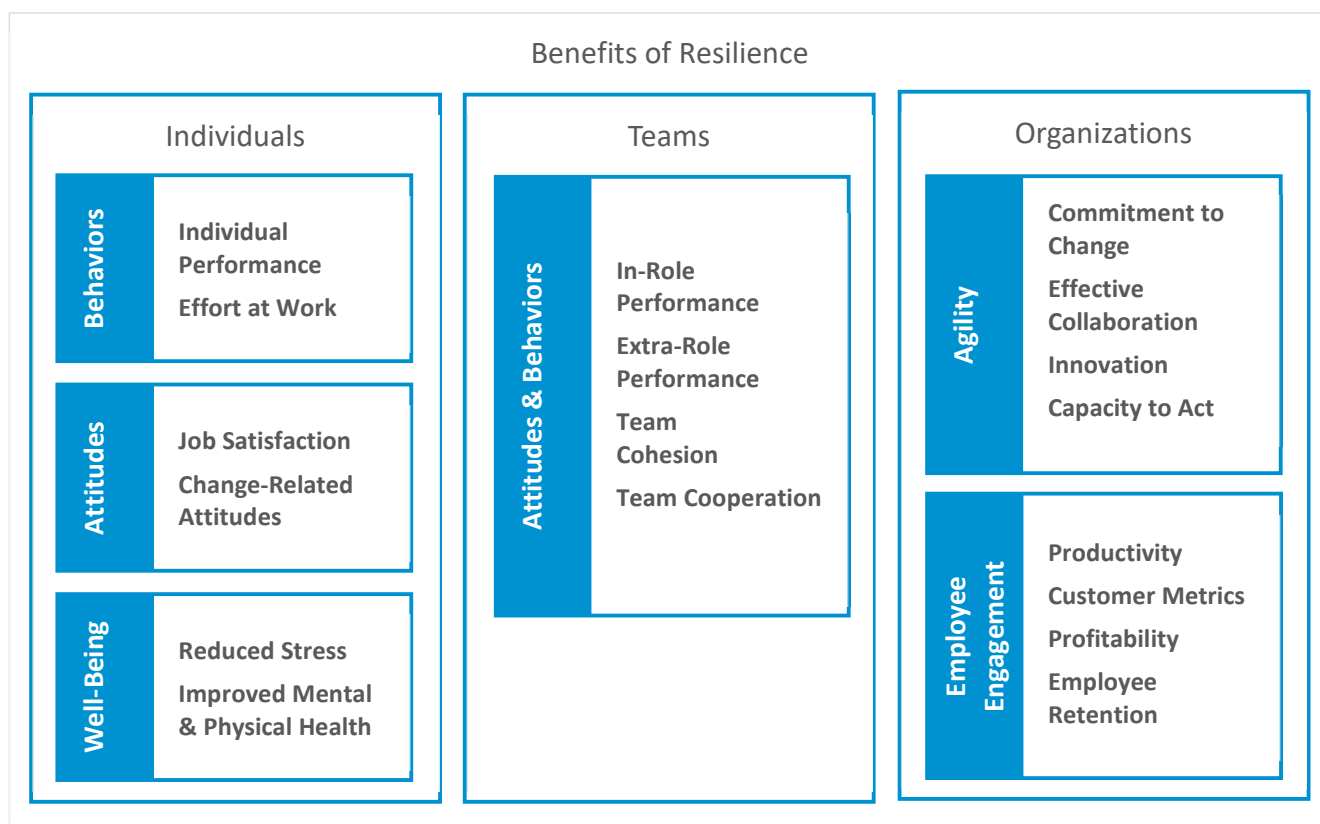 Benefits of Resilience
Individuals
Behaviors
Individual
Performance
Effort at Work
Attitudes
Job Satisfaction
Change-Related
Attitudes
Well-Being
Reduced Stress
Improved Mental
& Physical Health
Teams
Attitudes & Behaviors
In-Role
Performance
Extra-Role
Performance
Team
Cohesion
Team Cooperation
Organizations
Agility
Commitment to
Change
Effective
Collaboration
Innovation
Capacity to Act
Employee
Engagement
Productivity
Customer Metrics
Profitability
Employee
Retention